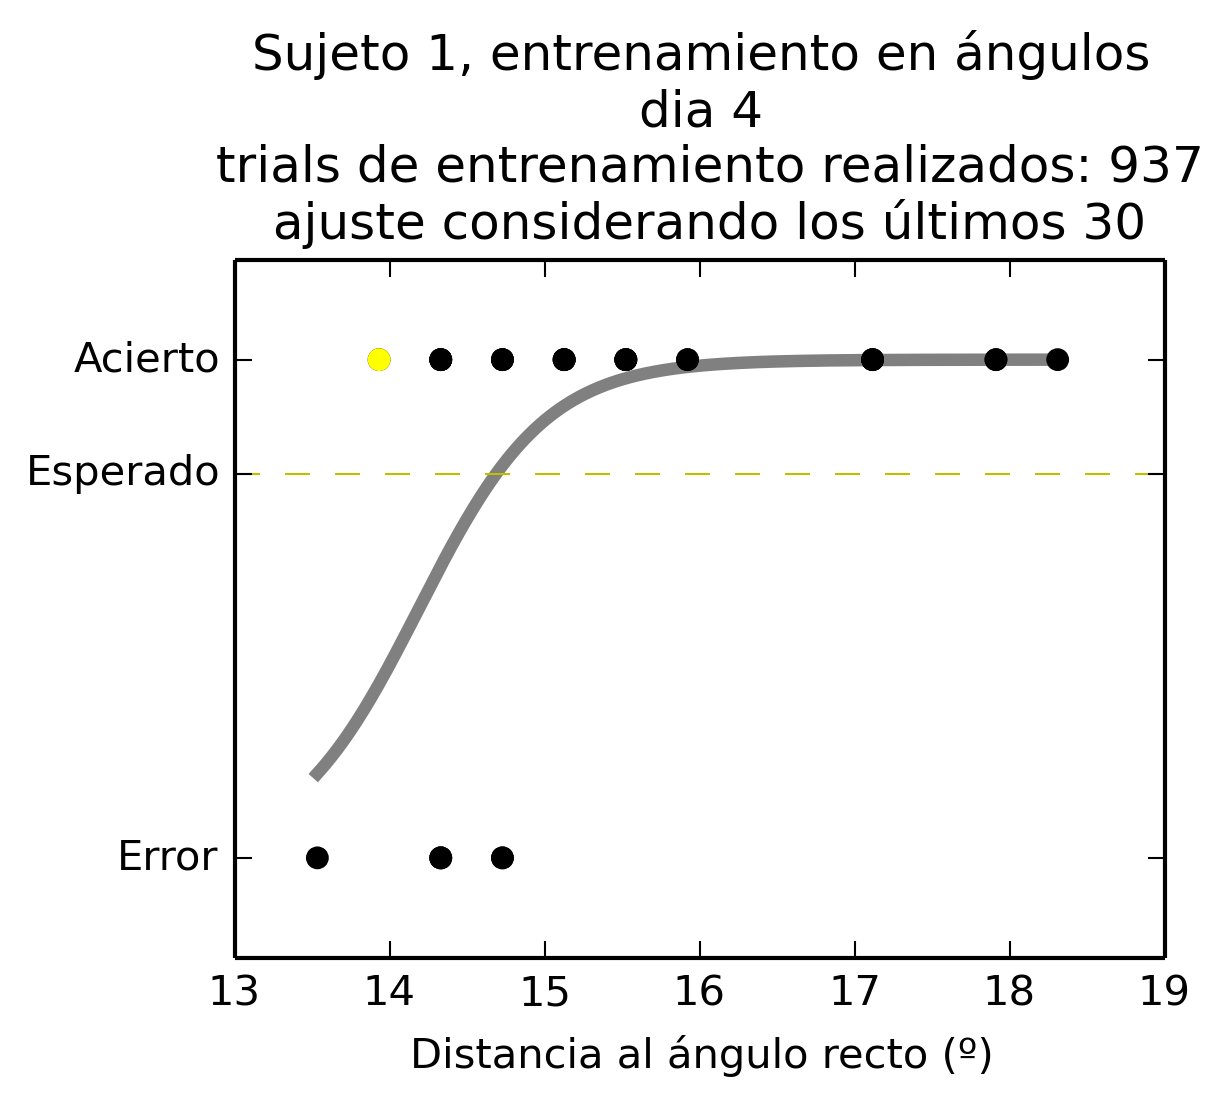 Sujeto 1, entrenamiento en ángulos
dia 4
trials de entrenamiento realizados: 937
ajuste considerando los últimos 30
Acierto
Esperado
Error
13 14 15 16 17 18 19
Distancia al ángulo recto (º)